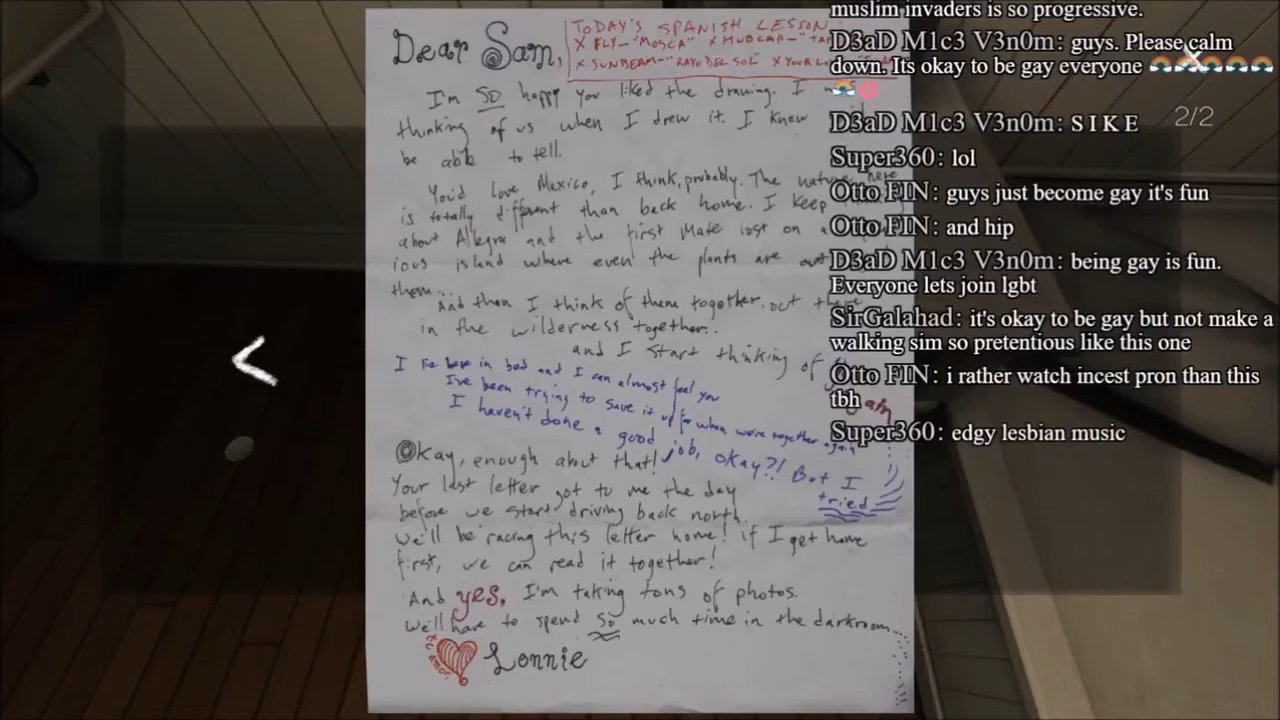 Dear Sam,
TODAY'S SPANISH LESSON:
x FLY-"MOSCA" x HUBCAP-"TA
x SUNBEAM-"RAYO DEL SOL" x YOUR
I'm SO happy you liked the drawing. I
thinking of us when I drew it. I knew
be able to tell.
You'd love Mexico, I think, probably. The nature here
is totally different than back home. I keep
about Allegra and the first Mate lost on a
ious island where even the plants are out
them...
And then I think of them together. out there
in the wilderness together..
and I start thinking of
I lie here in bed and I can almost feel you
I've been trying to save it up for when we're together again
I haven't done a good job, okay?! But I
tried
Okay, enough about that!
Your last letter got to me the day
before we start driving back north.
we'll be racing this letter home! if I get home
first, we can read it together!
And yes, I'm taking tons of photos.
We'll have to spend SO much time in the darkroom...
Lonnie
<
2/2
muslim invaders is so progressive.
D3aD M1c3 V3n0m: guys. Please calm
down. Its okay to be gay everyone
D3aD M1c3 V3n0m: S I K E
Super360: lol
Otto FIN: guys just become gay it's fun
Otto FIN: and hip
D3aD M1c3 V3n0m: being gay is fun.
Everyone lets join lgbt
SirGalahad: it's okay to be gay but not make a
walking sim so pretentious like this one
Otto FIN: i rather watch incest pron than this
tbh
Super360: edgy lesbian music